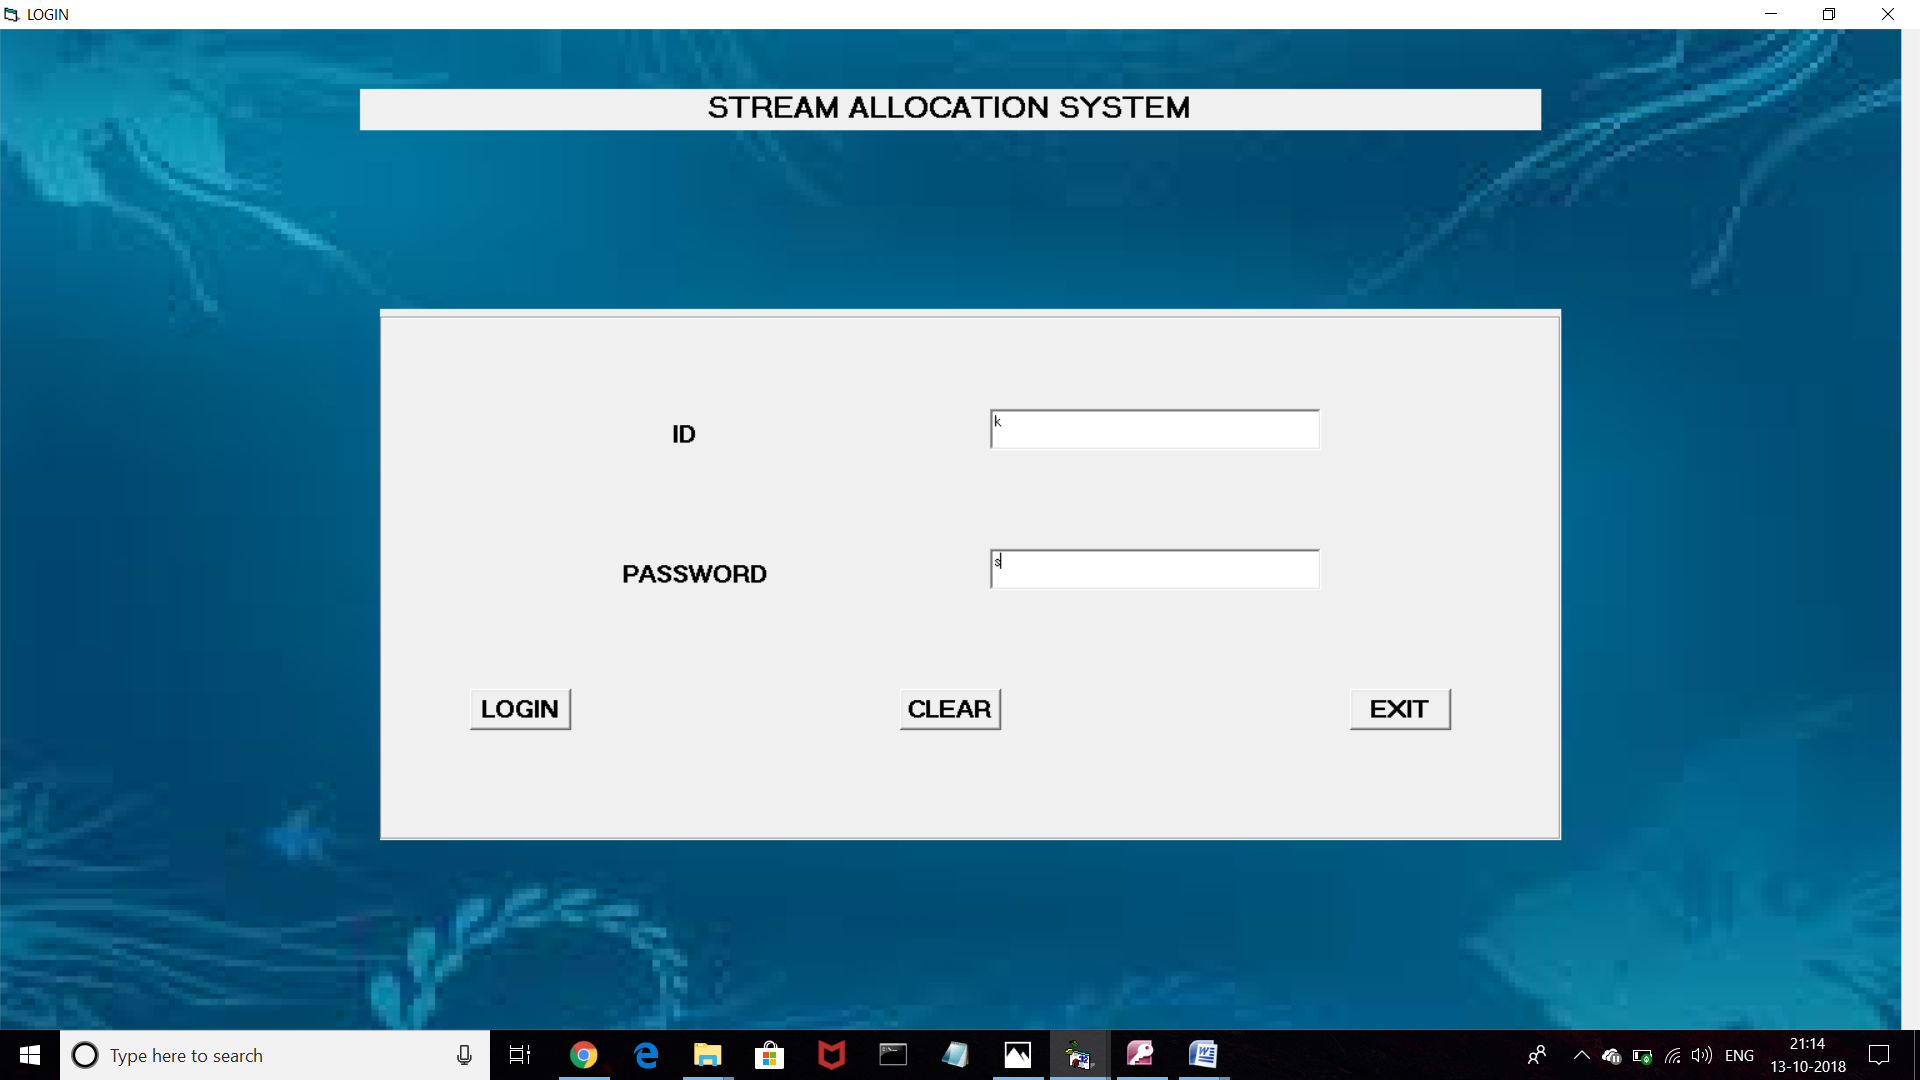 LOGIN
STREAM ALLOCATION SYSTEM
ID
k
PASSWORD
s
LOGIN
CLEAR
EXIT
Type here to search
ENG
21:14
13-10-2018